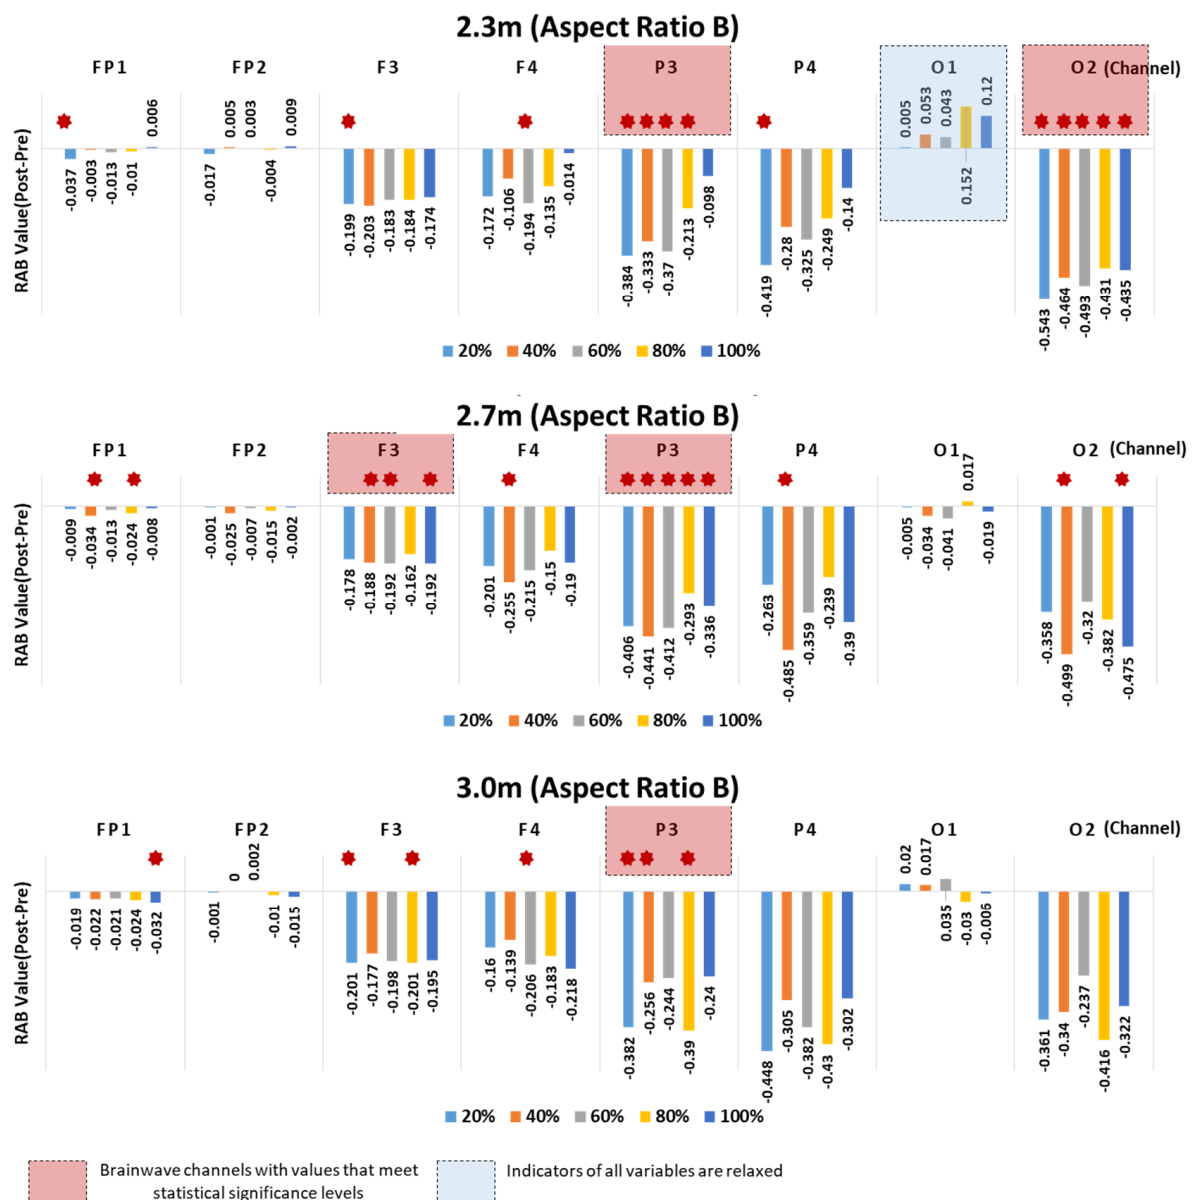 2.3m (Aspect Ratio B)
FP1 FP2 F3 F4 P3 P4 O1 O2 (Channel)
RAB Value(Post-Pre)
-0.037 -0.003 -0.013 -0.01 0.006
-0.017 0.005 0.003 -0.004 0.009
-0.199 -0.203 -0.183 -0.184 -0.174
-0.172 -0.106 -0.194 -0.135 -0.014
-0.384 -0.333 -0.37 -0.213 -0.098
-0.419 -0.28 -0.325 -0.249 -0.14
0.005 0.053 0.043 0.152 0.12
-0.543 -0.464 -0.493 -0.431 -0.435
20% 40% 60% 80% 100%
2.7m (Aspect Ratio B)
FP1 FP2 F3 F4 P3 P4 O1 O2 (Channel)
RAB Value(Post-Pre)
-0.009 -0.034 -0.013 -0.024 -0.008
-0.001 -0.025 -0.007 -0.015 -0.002
-0.178 -0.188 -0.192 -0.162 -0.192
-0.201 -0.255 -0.215 -0.15 -0.19
-0.406 -0.441 -0.412 -0.293 -0.336
-0.263 -0.485 -0.359 -0.239 -0.39
-0.005 -0.034 -0.041 0.017 -0.019
-0.358 -0.499 -0.32 -0.382 -0.475
20% 40% 60% 80% 100%
3.0m (Aspect Ratio B)
FP1 FP2 F3 F4 P3 P4 O1 O2 (Channel)
RAB Value(Post-Pre)
-0.019 -0.022 -0.021 -0.024 -0.032
-0.001 0 0.002 -0.01 -0.015
-0.201 -0.177 -0.198 -0.201 -0.195
-0.16 -0.139 -0.206 -0.183 -0.218
-0.382 -0.256 -0.244 -0.39 -0.24
-0.448 -0.305 -0.382 -0.43 -0.302
0.02 0.017 0.035 -0.03 -0.006
-0.361 -0.34 -0.237 -0.416 -0.322
20% 40% 60% 80% 100%
Brainwave channels with values that meet
statistical significance levels
Indicators of all variables are relaxed